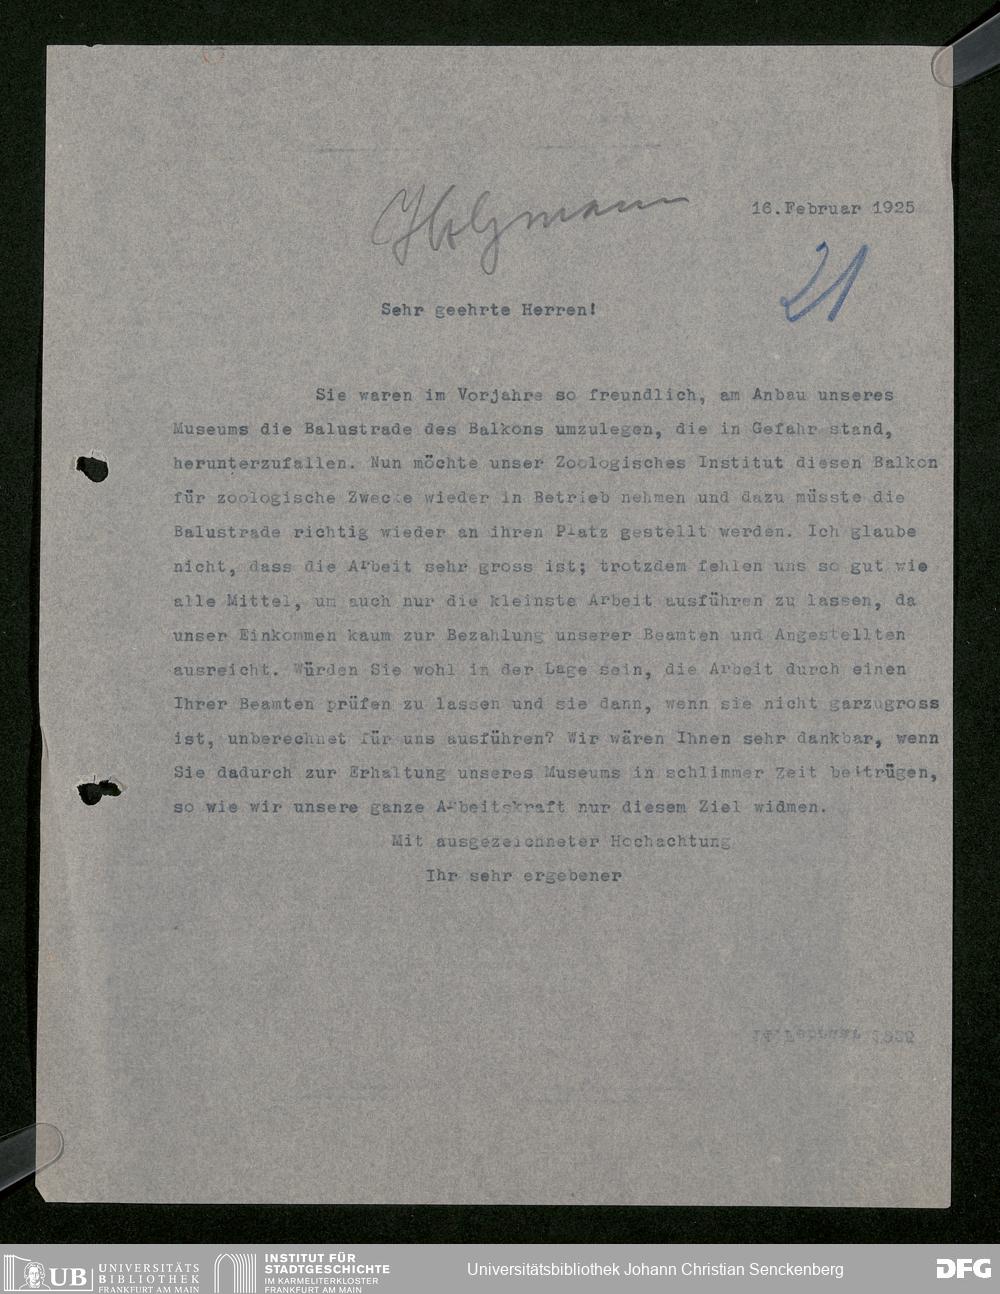 Holzmann
16.Februar 1925
21
Sehr geehrte Herren!
Sie waren im Vorjahre so freundlich, am Anbau unseres
Museums die Balustrade des Balkons umzulegen, die in Gefahr stand,
herunterzufallen. Nun möchte unser Zoologisches Institut diesen Balkon
für zoologische Zwecke wieder in Betrieb nehmen und dazu müsste die
Balustrade richtig wieder an ihren Platz gestellt werden. Ich glaube
nicht, dass die Arbeit sehr gross ist; trotzdem fehlen uns so gut wie
alle Mittel, um auch nur die kleinste Arbeit ausführen zu lassen, da
unser Einkommen kaum zur Bezahlung unserer Beamten und Angestellten
ausreicht. Würden Sie wohl in der Lage sein, die Arbeit durch einen
Ihrer Beamten prüfen zu lassen und sie dann, wenn sie nicht garzugross
ist, unberechnet für uns ausführen? Wir wären Ihnen sehr dankbar, wenn
Sie dadurch zur Erhaltung unseres Museums in schlimmer Zeit beitrügen,
so wie wir unsere ganze Arbeitskraft nur diesem Ziel widmen.
Mit ausgezeichneter Hochachtung
Ihr sehr ergebener
UB UNIVERSITÄTS
BIBLIOTHEK
FRANKFURT AM MAIN
INSTITUT FÜR
STADTGESCHICHTE
IM KARMELITERKLOSTER
FRANKFURT AM MAIN
Universitätsbibliothek Johann Christian Senckenberg
DFG